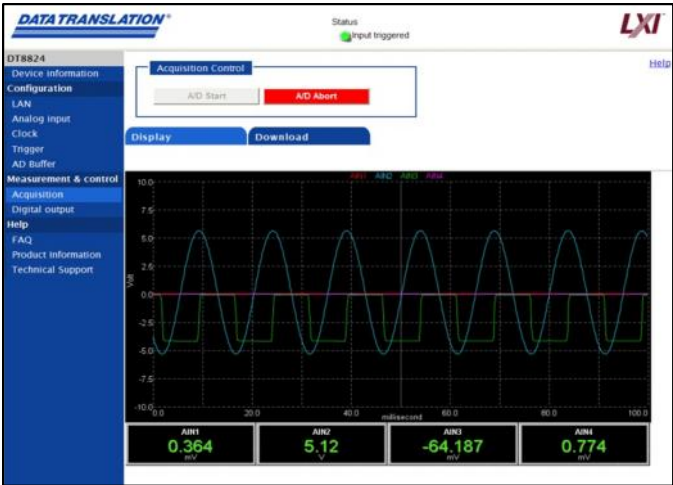 DATA TRANSLATION®
Status
Input triggered
LXI
DT8824
Device information
Configuration
LAN
Analog input
Clock
Trigger
AD Buffer
Measurement & control
Acquisition
Digital output
Help
FAQ
Product Information
Technical Support
Help
Acquisition Control
A/D Start
A/D Abort
Display
Download
AIN1 AIN2 AIN3 AIN4
10.0
7.5
5.0
2.5
0.0
-2.5
-5.0
-7.5
-10.0
Volt
0.0 20.0 40.0 60.0 80.0 100.0
millisecond
AIN1
0.364
mV
AIN2
5.12
V
AIN3
-64.187
mV
AIN4
0.774
mV